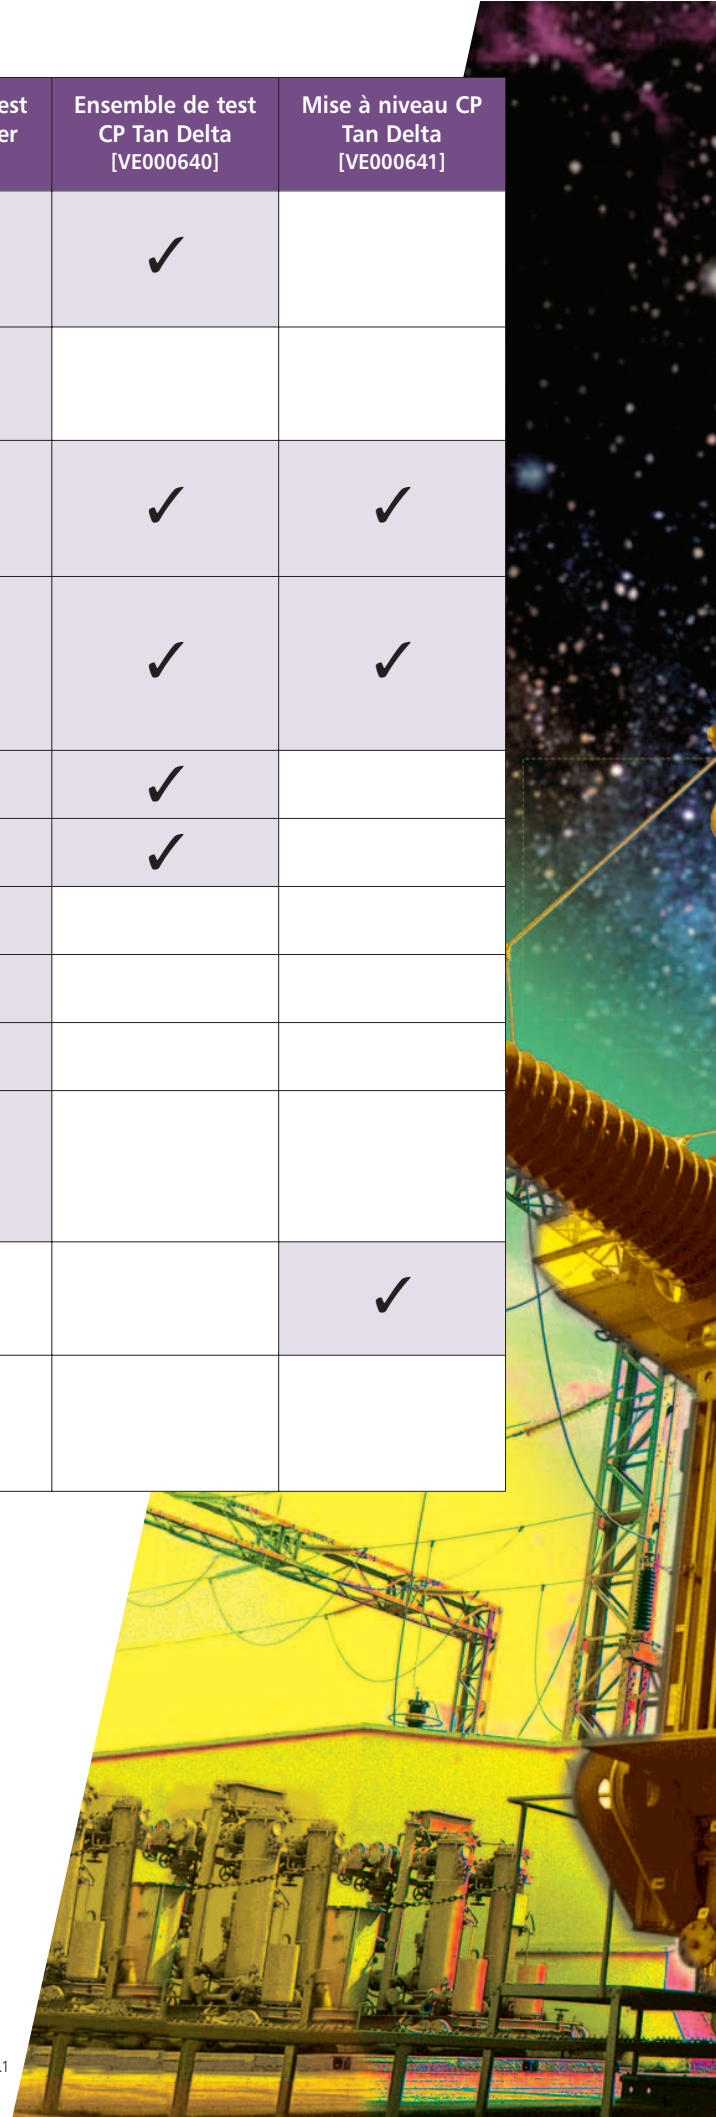 est
er
Ensemble de test
CP Tan Delta
[VE000640]
Mise à niveau CP
Tan Delta
[VE000641]
✓
✓ ✓
✓ ✓
✓
✓
✓
.1